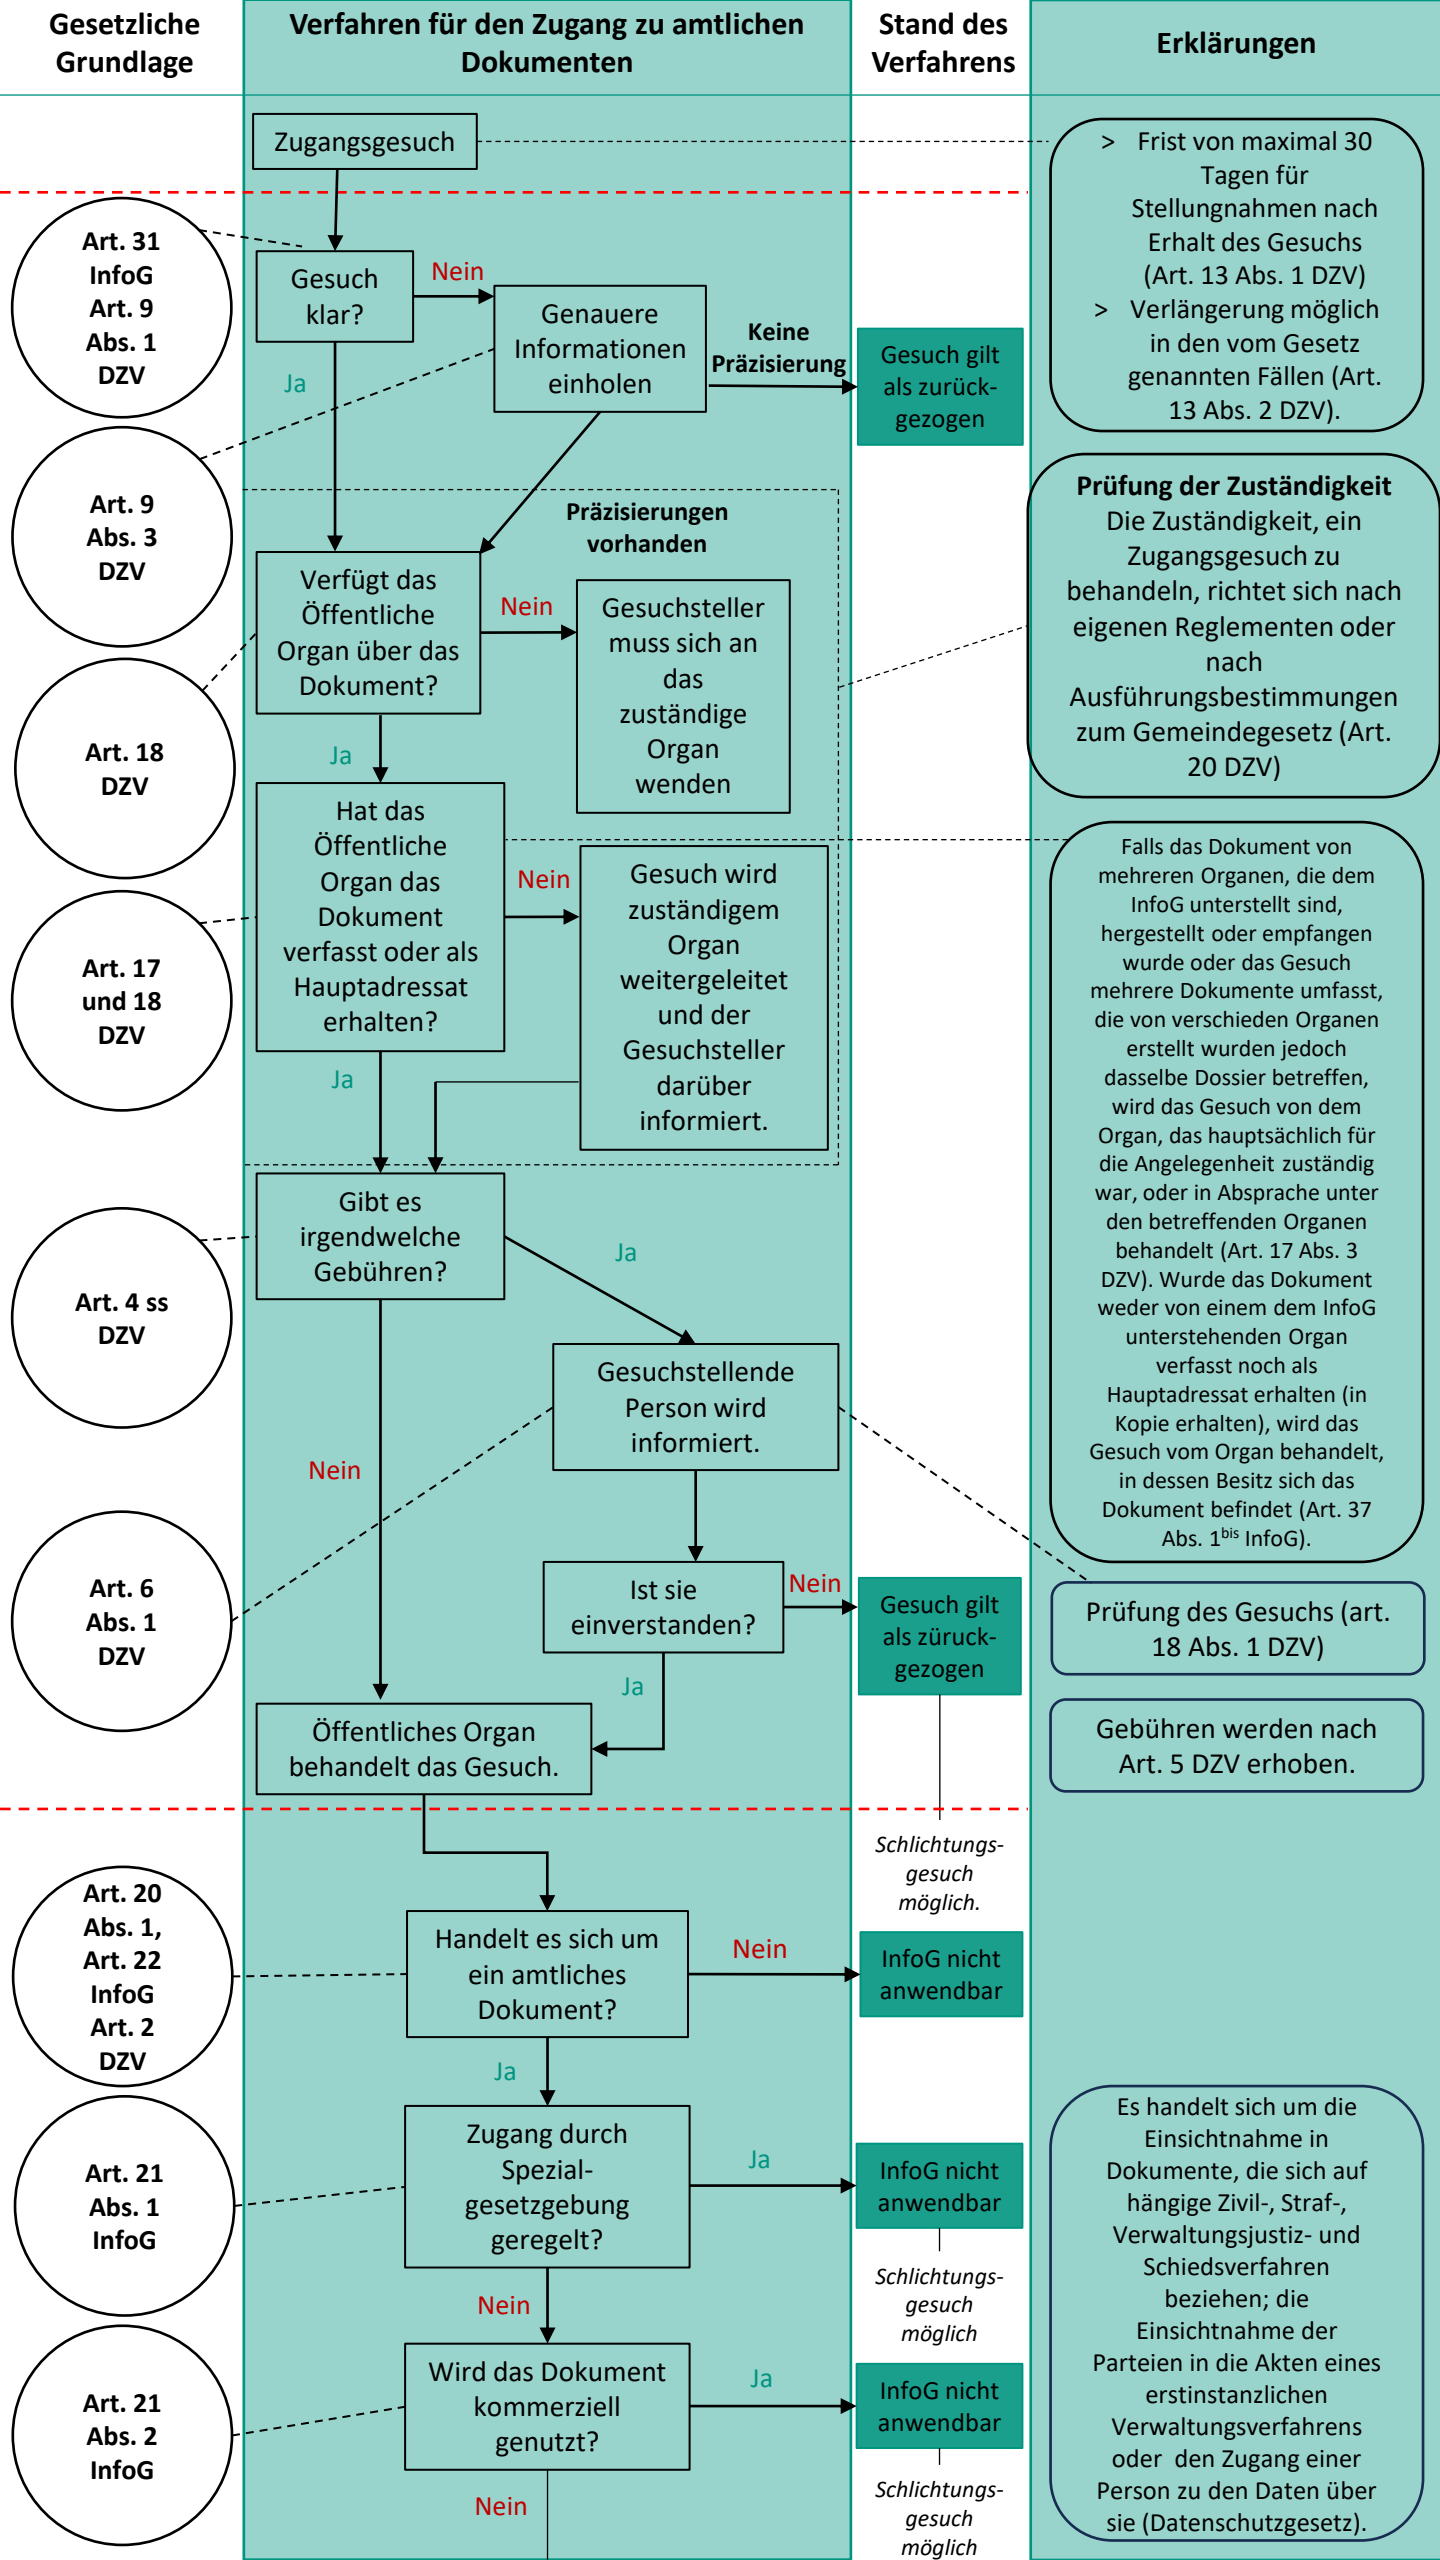 Gesetzliche
Grundlage
Verfahren für den Zugang zu amtlichen
Dokumenten
Stand des
Verfahrens
Erklärungen
Zugangsgesuch
> Frist von maximal 30
Tagen für
Stellungnahmen nach
Erhalt des Gesuchs
(Art. 13 Abs. 1 DZV)
> Verlängerung möglich
in den vom Gesetz
genannten Fällen (Art.
13 Abs. 2 DZV).
Art. 31
InfoG
Art. 9
Abs. 1
DZV
Gesuch
klar?
Nein
Ja
Genauere
Informationen
einholen
Keine
Präzisierung
Gesuch gilt
als zurück-
gezogen
Art. 9
Abs. 3
DZV
Präzisierungen
vorhanden
Prüfung der Zuständigkeit
Die Zuständigkeit, ein
Zugangsgesuch zu
behandeln, richtet sich nach
eigenen Reglementen oder
nach
Ausführungsbestimmungen
zum Gemeindegesetz (Art.
20 DZV)
Verfügt das
Öffentliche
Organ über das
Dokument?
Nein
Ja
Gesuchsteller
muss sich an
das
zuständige
Organ
wenden
Art. 18
DZV
Hat das
Öffentliche
Organ das
Dokument
verfasst oder als
Hauptadressat
erhalten?
Nein
Ja
Gesuch wird
zuständigem
Organ
weitergeleitet
und der
Gesuchsteller
darüber
informiert.
Art. 17
und 18
DZV
Falls das Dokument von
mehreren Organen, die dem
InfoG unterstellt sind,
hergestellt oder empfangen
wurde oder das Gesuch
mehrere Dokumente umfasst,
die von verschieden Organen
erstellt wurden jedoch
dasselbe Dossier betreffen,
wird das Gesuch von dem
Organ, das hauptsächlich für
die Angelegenheit zuständig
war, oder in Absprache unter
den betreffenden Organen
behandelt (Art. 17 Abs. 3
DZV). Wurde das Dokument
weder von einem dem InfoG
unterstehenden Organ
verfasst noch als
Hauptadressat erhalten (in
Kopie erhalten), wird das
Gesuch vom Organ behandelt,
in dessen Besitz sich das
Dokument befindet (Art. 37
Abs. 1bis InfoG).
Art. 4 ss
DZV
Gibt es
irgendwelche
Gebühren?
Ja
Nein
Gesuchstellende
Person wird
informiert.
Art. 6
Abs. 1
DZV
Ist sie
einverstanden?
Nein
Ja
Gesuch gilt
als züruck-
gezogen
Prüfung des Gesuchs (art.
18 Abs. 1 DZV)
Öffentliches Organ
behandelt das Gesuch.
Gebühren werden nach
Art. 5 DZV erhoben.
Schlichtungs-
gesuch
möglich.
Art. 20
Abs. 1,
Art. 22
InfoG
Art. 2
DZV
Handelt es sich um
ein amtliches
Dokument?
Nein
Ja
InfoG nicht
anwendbar
Art. 21
Abs. 1
InfoG
Zugang durch
Spezial-
gesetzgebung
geregelt?
Ja
Nein
InfoG nicht
anwendbar
Schlichtungs-
gesuch
möglich
Es handelt sich um die
Einsichtnahme in
Dokumente, die sich auf
hängige Zivil-, Straf-,
Verwaltungsjustiz- und
Schiedsverfahren
beziehen; die
Einsichtnahme der
Parteien in die Akten eines
erstinstanzlichen
Verwaltungsverfahrens
oder den Zugang einer
Person zu den Daten über
sie (Datenschutzgesetz).
Art. 21
Abs. 2
InfoG
Wird das Dokument
kommerziell
genutzt?
Ja
Nein
InfoG nicht
anwendbar
Schlichtungs-
gesuch
möglich